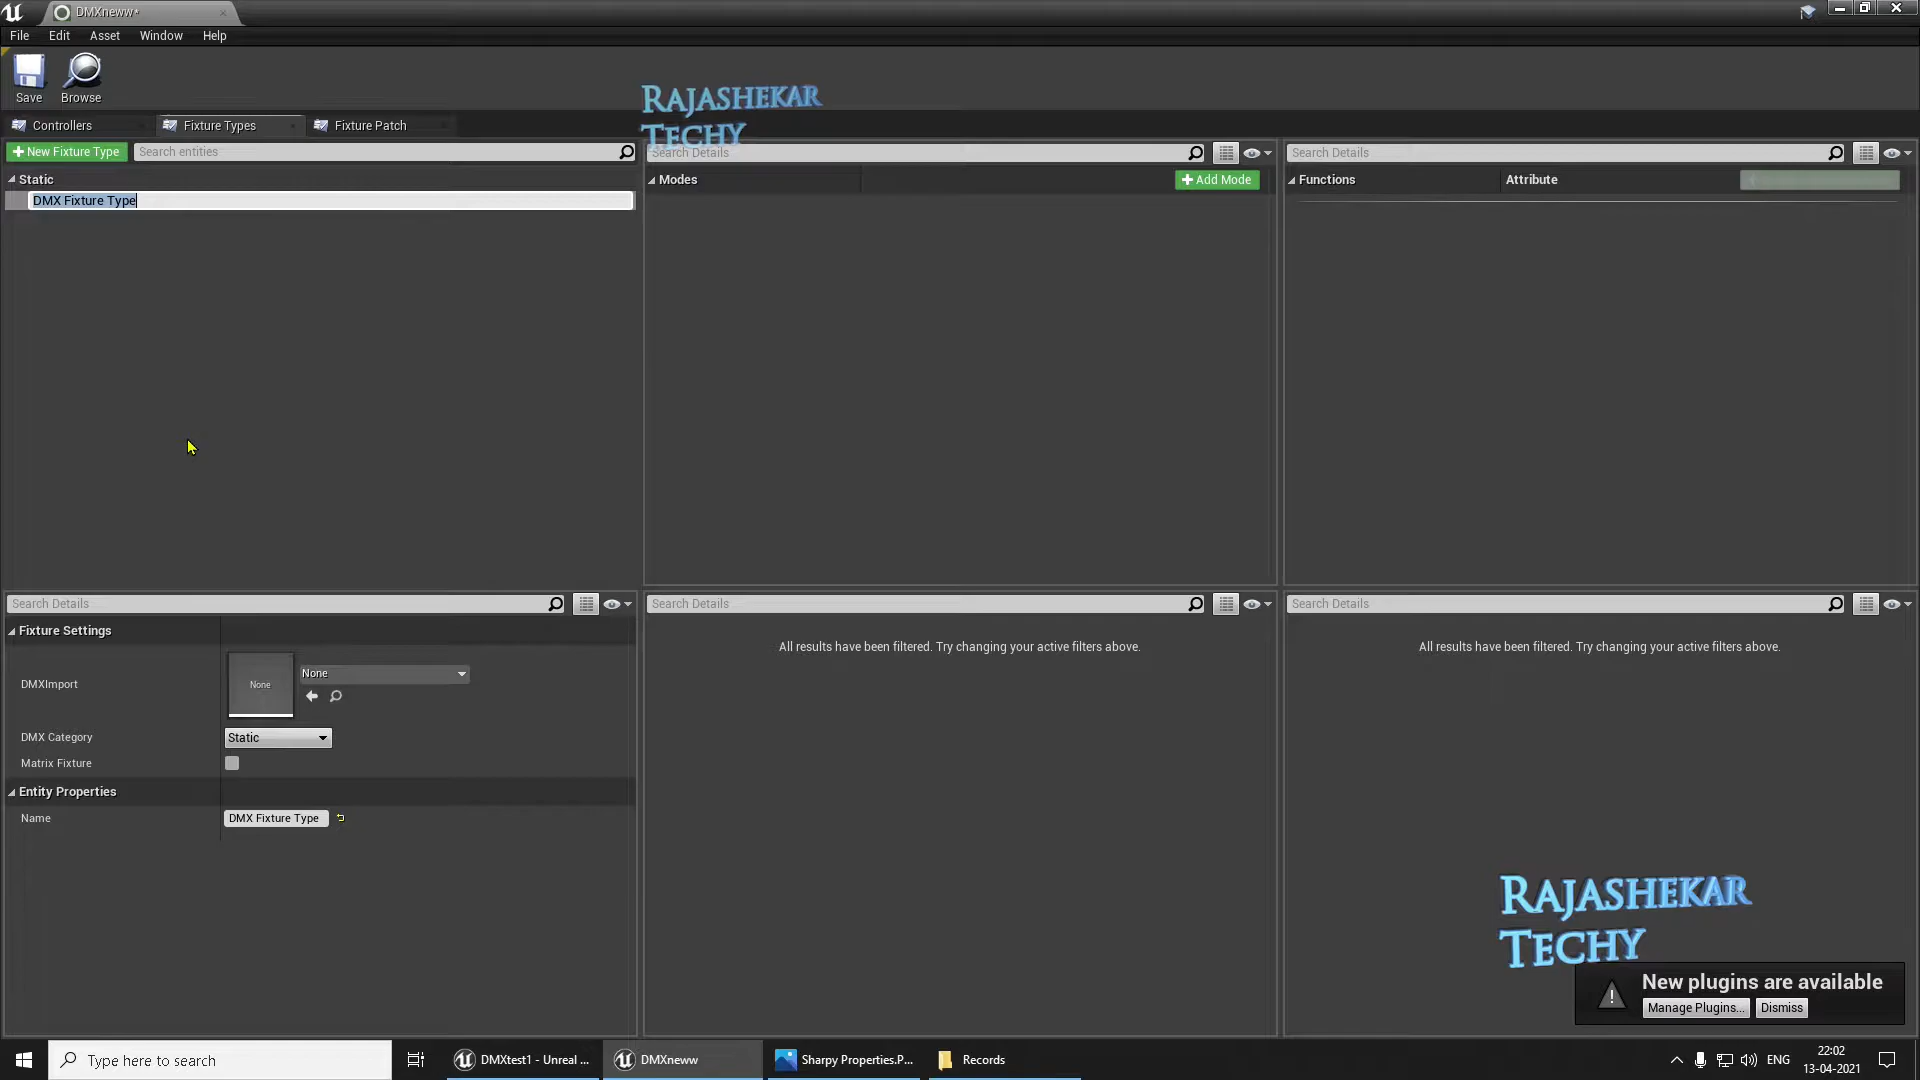 DMXneww*
File Edit Asset Window Help
Save Browse
RAJASHEKAR
TECHY
Controllers Fixture Types Fixture Patch
New Fixture Type Search entities
Search Details
Search Details
Static
DMX Fixture Type
Modes
Add Mode
Functions Attribute
Search Details
Search Details
Search Details
Fixture Settings
DMXImport None None
DMX Category Static
Matrix Fixture
Entity Properties
Name DMX Fixture Type
All results have been filtered. Try changing your active filters above.
All results have been filtered. Try changing your active filters above.
RAJASHEKAR
TECHY
New plugins are available
Manage Plugins... Dismiss
Type here to search
DMXtest1 - Unreal ...
DMXneww
Sharpy Properties.P...
Records
ENG
22:02
13-04-2021